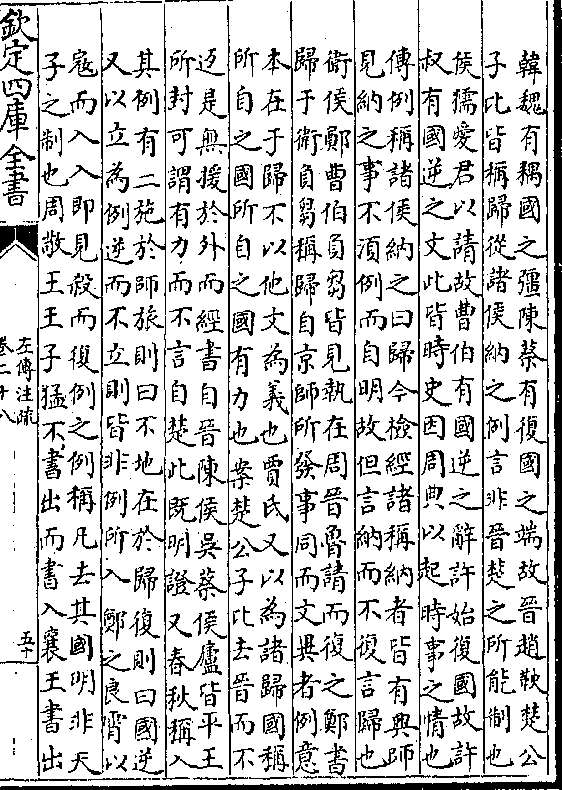 韓魏有耦國之彊陳蔡有復國之端故晉趙鞅楚公
子比皆稱歸從諸侯納之例言非晉楚之所能制也
侯獳愛君以請故曹伯有國逆之辭許始復國故許
叔有國逆之文此皆時史因周典以起時事之情也
傳例稱諸侯納之曰歸今檢經諸稱納者皆有興師
見納之事不須例而自明故但言納而不復言歸也
衛侯鄭曹伯負芻皆見執在周晉魯請而復之鄭書
歸于衛負芻稱歸自京師所發事同而文異者例意
本在于歸不以他文為義也賈氏又以為諸歸國稱
所自之國所自之國有力也案楚公子比去晉而不
迓是無援於外而經書自晉陳侯吳蔡侯廬皆平王
所封可謂有力而不言自楚此既明證又春秋稱入
其例有二施於師旅則曰不地在於歸復則曰國逆
又以立為例逆而不立則皆非例所入鄭之良霄以
寇而入入即見殺而復例之例稱凡去其國明非天
子之制也周敬王王子猛不書出而書入襄王書出
欽定四庫全書
左傳注疏
卷二十八
五十